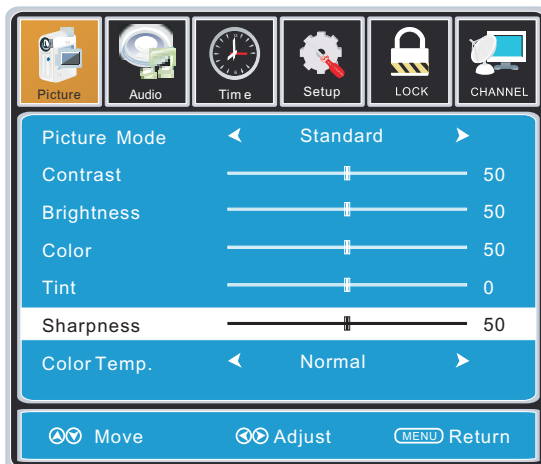 Picture Audio Time Setup LOCK CHANNEL
Picture Mode Standard
Contrast 50
Brightness 50
Color 50
Tint 0
Sharpness 50
Color Temp. Normal
Move Adjust MENU Return